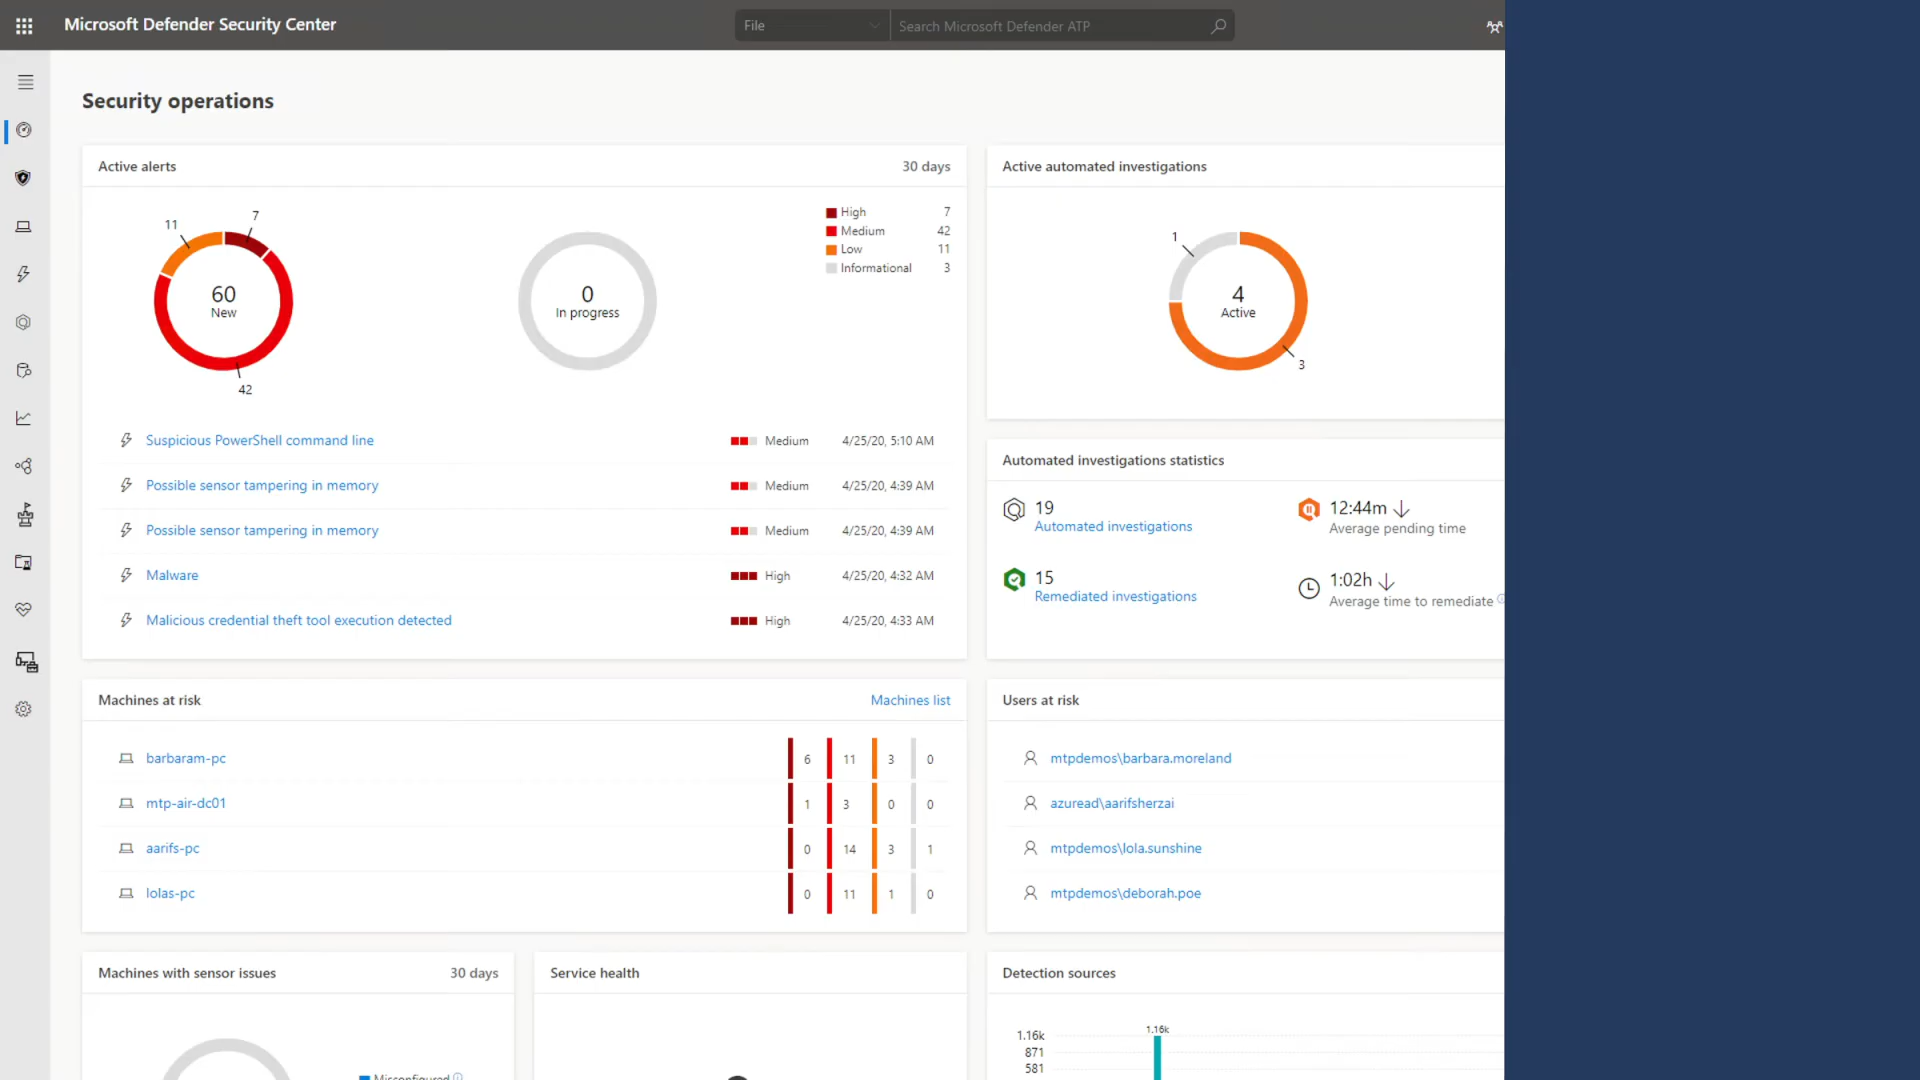 Microsoft Defender Security Center
File
Search Microsoft Defender ATP
Security operations
Active alerts
30 days
11
7
60
New
42
0
In progress
High 7
Medium 42
Low 11
Informational 3
Suspicious PowerShell command line Medium 4/25/20, 5:10 AM
Possible sensor tampering in memory Medium 4/25/20, 4:39 AM
Possible sensor tampering in memory Medium 4/25/20, 4:39 AM
Malware High 4/25/20, 4:32 AM
Malicious credential theft tool execution detected High 4/25/20, 4:33 AM
Active automated investigations
1
4
Active
3
Automated investigations statistics
19
Automated investigations
12:44m
Average pending time
15
Remediated investigations
1:02h
Average time to remediate
Machines at risk
Machines list
barbaram-pc 6 11 3 0
mtp-air-dc01 1 3 0 0
aarifs-pc 0 14 3 1
lolas-pc 0 11 1 0
Users at risk
mtpdemos\barbara.moreland
azuread\aarifsherzai
mtpdemos\lola.sunshine
mtpdemos\deborah.poe
Machines with sensor issues
30 days
Misconfigured
Service health
Detection sources
1.16k
1.16k
871
581